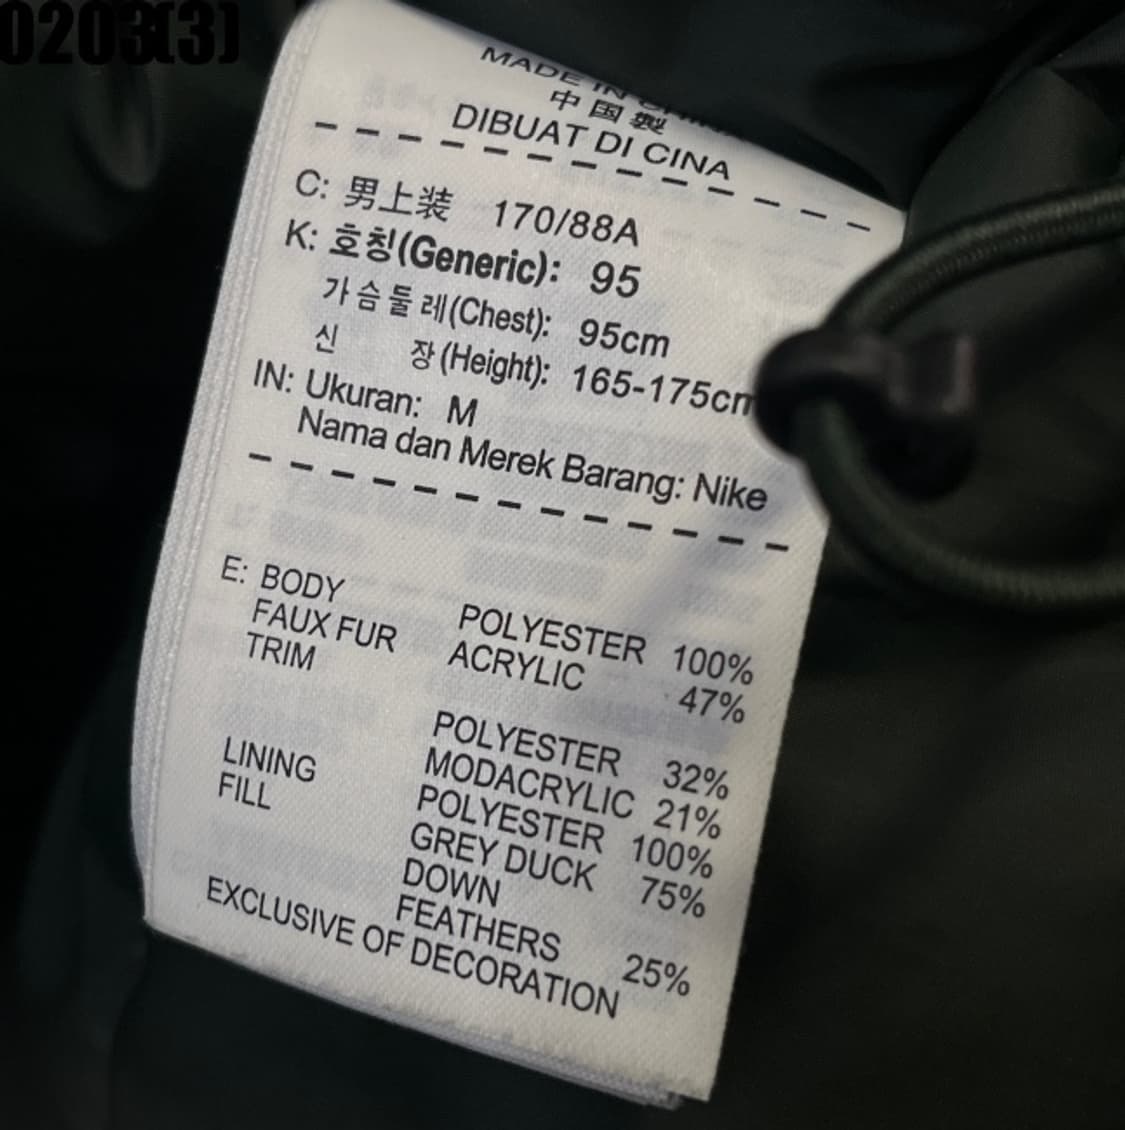 0203(3)
MADE IN CHINA
中国製
DIBUAT DI CINA
C: 男上装 170/88A
K: 호칭(Generic): 95
가슴둘레(Chest): 95cm
신 장(Height): 165-175cm
IN: Ukuran: M
Nama dan Merek Barang: Nike
E: BODY POLYESTER 100%
FAUX FUR ACRYLIC 47%
TRIM
POLYESTER 32%
MODACRYLIC 21%
LINING POLYESTER 100%
FILL GREY DUCK 75%
DOWN
FEATHERS 25%
EXCLUSIVE OF DECORATION